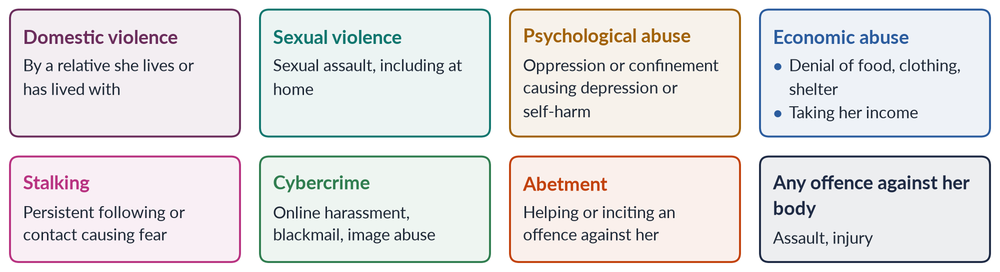 Domestic violence
By a relative she lives or
has lived with
Sexual violence
Sexual assault, including at
home
Psychological abuse
Oppression or confinement
causing depression or
self-harm
Economic abuse
• Denial of food, clothing,
shelter
• Taking her income
Stalking
Persistent following or
contact causing fear
Cybercrime
Online harassment,
blackmail, image abuse
Abetment
Helping or inciting an
offence against her
Any offence against her
body
Assault, injury